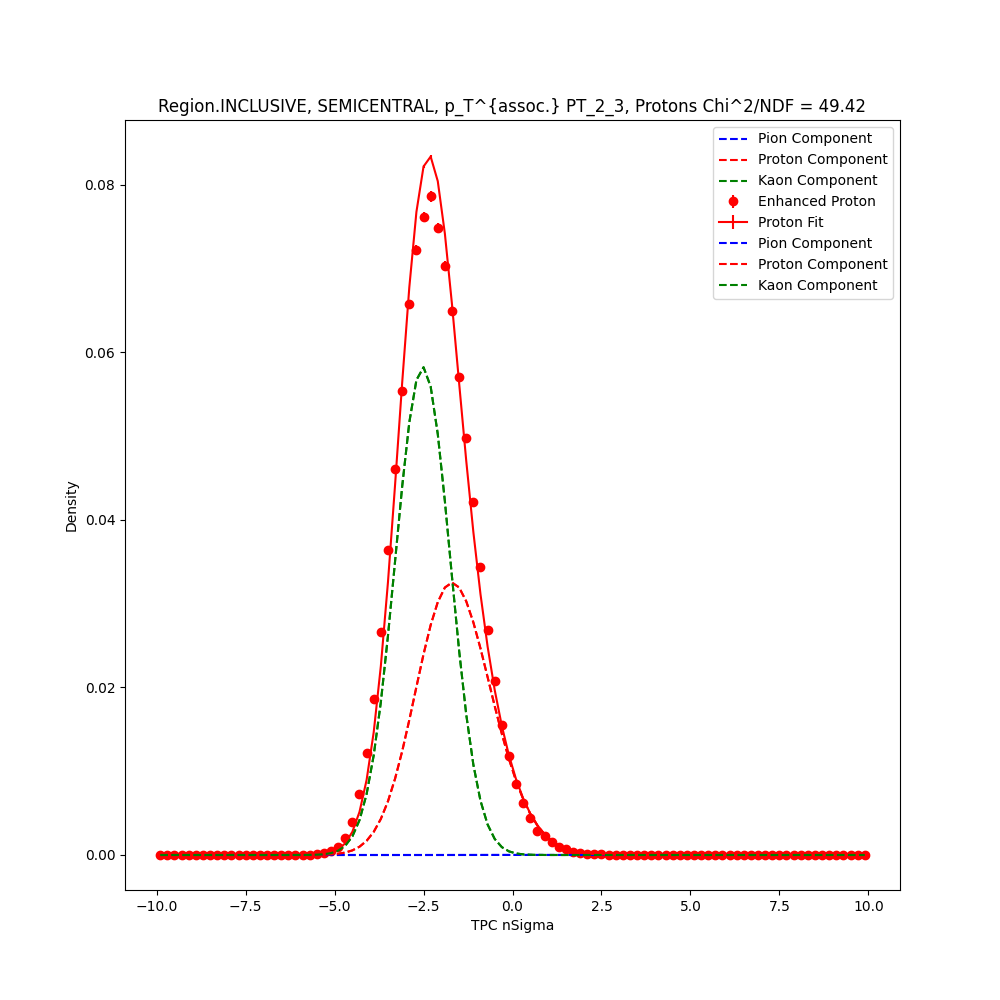 Region.INCLUSIVE, SEMICENTRAL, p_T^{assoc.} PT_2_3, Protons Chi^2/NDF = 49.42
Pion Component
Proton Component
Kaon Component
Enhanced Proton
Proton Fit
Pion Component
Proton Component
Kaon Component
0.08
0.06
0.04
0.02
0.00
Density
−10.0
−7.5
−5.0
−2.5
0.0
2.5
5.0
7.5
10.0
TPC nSigma